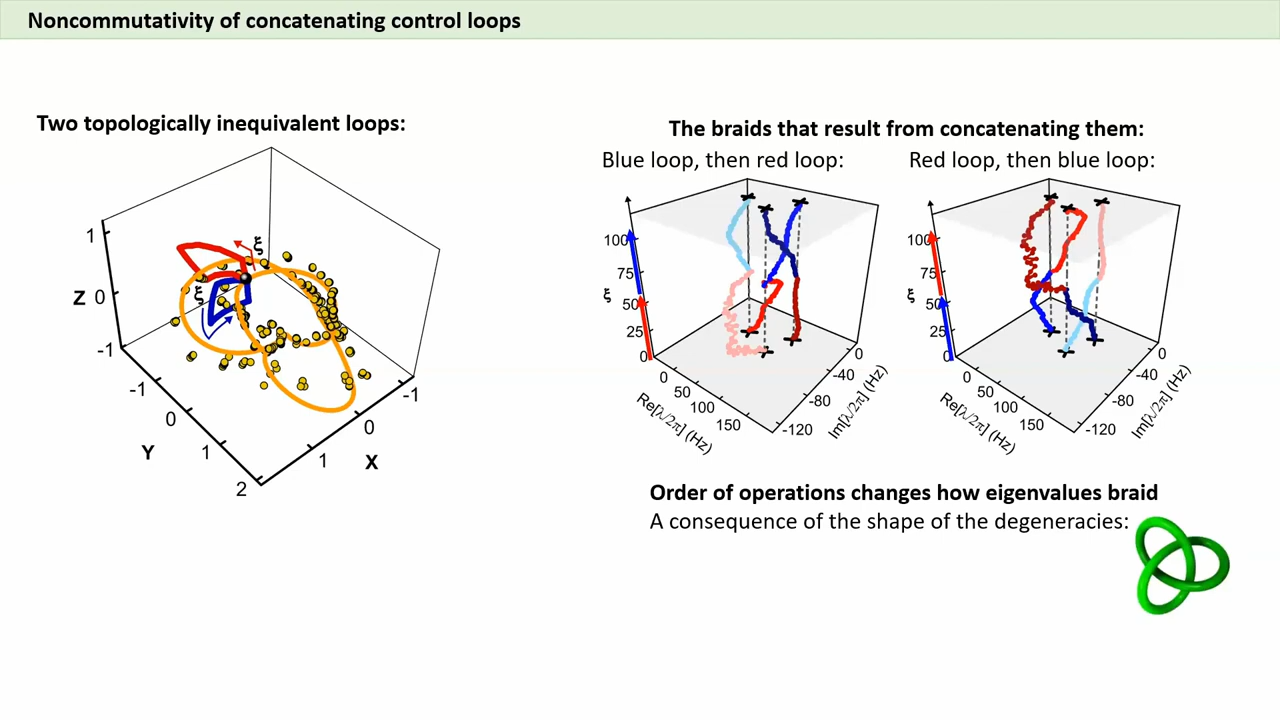 Noncommutativity of concatenating control loops
Two topologically inequivalent loops:
1
Z 0
-1
ξ
ξ
-1
0
1
2
Y
-1
0
1
X
The braids that result from concatenating them:
Blue loop, then red loop:
Red loop, then blue loop:
100
75
ξ
50
25
0
0
50
100
150
Re[λ/2π] (Hz)
0
-40
-80
-120
Im[λ/2π] (Hz)
100
75
ξ
50
25
0
0
50
100
150
Re[λ/2π] (Hz)
0
-40
-80
-120
Im[λ/2π] (Hz)
Order of operations changes how eigenvalues braid
A consequence of the shape of the degeneracies: